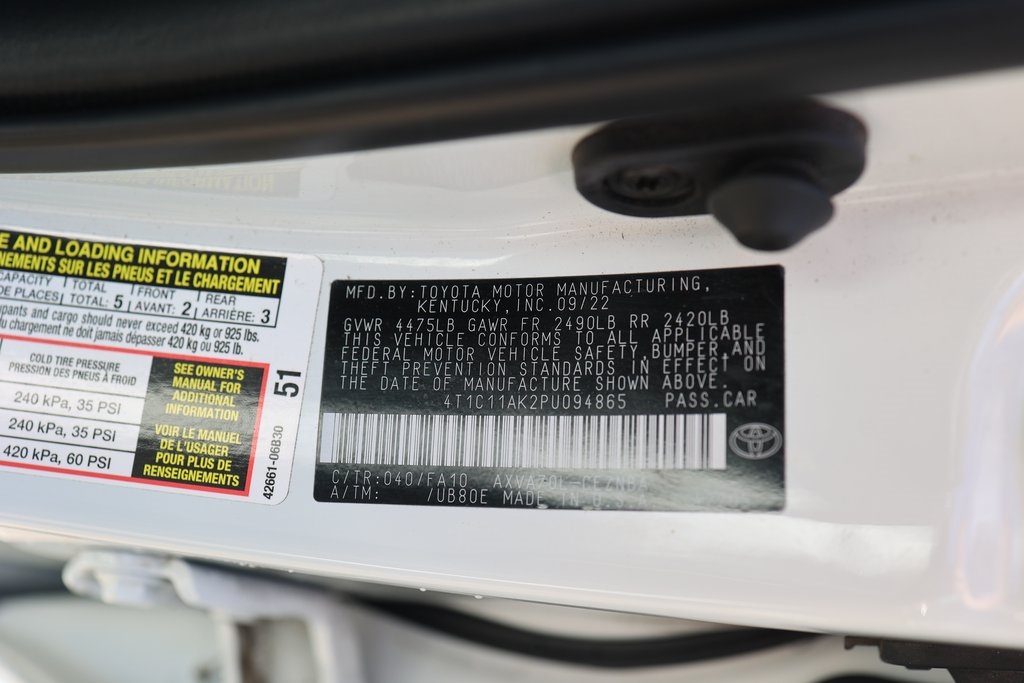 E AND LOADING INFORMATION
NEMENTS SUR LES PNEUS ET LE CHARGEMENT
CAPACITY TOTAL FRONT REAR
DE PLACES TOTAL: 5 AVANT: 2 ARRIÈRE: 3
upants and cargo should never exceed 420 kg or 925 lbs.
du chargement ne doit jamais dépasser 420 kg ou 925 lb.
COLD TIRE PRESSURE
PRESSION DES PNEUS À FROID
240 kPa, 35 PSI
240 kPa, 35 PSI
420 kPa, 60 PSI
SEE OWNER'S
MANUAL FOR
ADDITIONAL
INFORMATION
VOIR LE MANUEL
DE L'USAGER
POUR PLUS DE
RENSEIGNEMENTS
51
42661-06B30
MFD.BY:TOYOTA MOTOR MANUFACTURING,
KENTUCKY,INC.09/22
GVWR 4475LB GAWR FR 2490LB RR 2420LB
THIS VEHICLE CONFORMS TO ALL APPLICABLE
FEDERAL MOTOR VEHICLE SAFETY,BUMPER,AND
THEFT PREVENTION STANDARDS IN EFFECT ON
THE DATE OF MANUFACTURE SHOWN ABOVE.
4T1C11AK2PU094865 PASS.CAR
C/TR:040/FA10
A/TM: /UB80E MADE IN